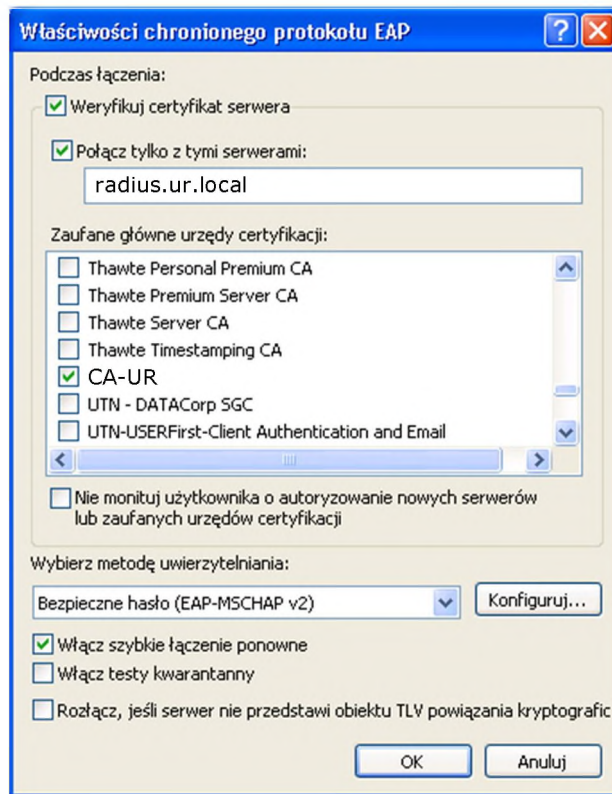 Właściwości chronionego protokołu EAP
Podczas łączenia:
Weryfikuj certyfikat serwera
Połącz tylko z tymi serwerami:
radius.ur.local
Zaufane główne urzędy certyfikacji:
Thawte Personal Premium CA
Thawte Premium Server CA
Thawte Server CA
Thawte Timestamping CA
CA-UR
UTN - DATACorp SGC
UTN-USERFirst-Client Authentication and Email
Nie monituj użytkownika o autoryzowanie nowych serwerów
lub zaufanych urzędów certyfikacji
Wybierz metodę uwierzytelniania:
Bezpieczne hasło (EAP-MSCHAP v2)
Konfiguruj...
Włącz szybkie łączenie ponowne
Włącz testy kwarantanny
Rozłącz, jeśli serwer nie przedstawi obiektu TLV powiązania kryptografic
OK
Anuluj